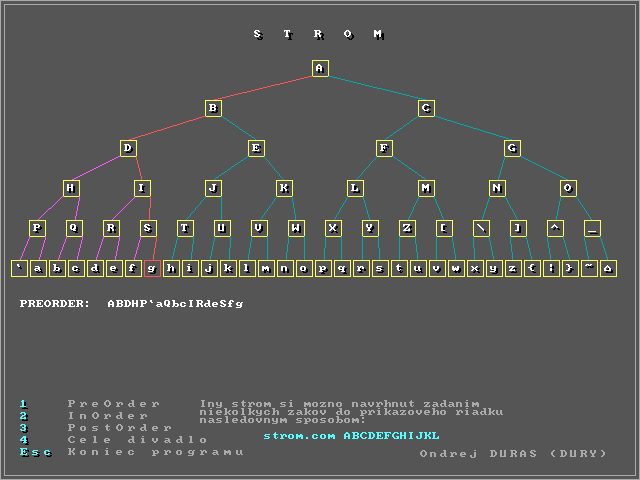 S T R O M
A
B C
D E F G
H I J K L M N O
P Q R S T U V W X Y Z [ \ ] ^ _
` a b c d e f g h i j k l m n o p q r s t u v w x y z { | } ~ Δ
PREORDER: ABDHP`aQbcIRdeSfg
1 PreOrder
2 InOrder
3 PostOrder
4 Cele divadlo
Esc Koniec programu
Iny strom si mozno navrhnut zadanim
niekolkych zakov do prikazoveho riadku
nasledovnym sposobom:
strom.com ABCDEFGHIJKL
Ondrej DURAS (DURY)